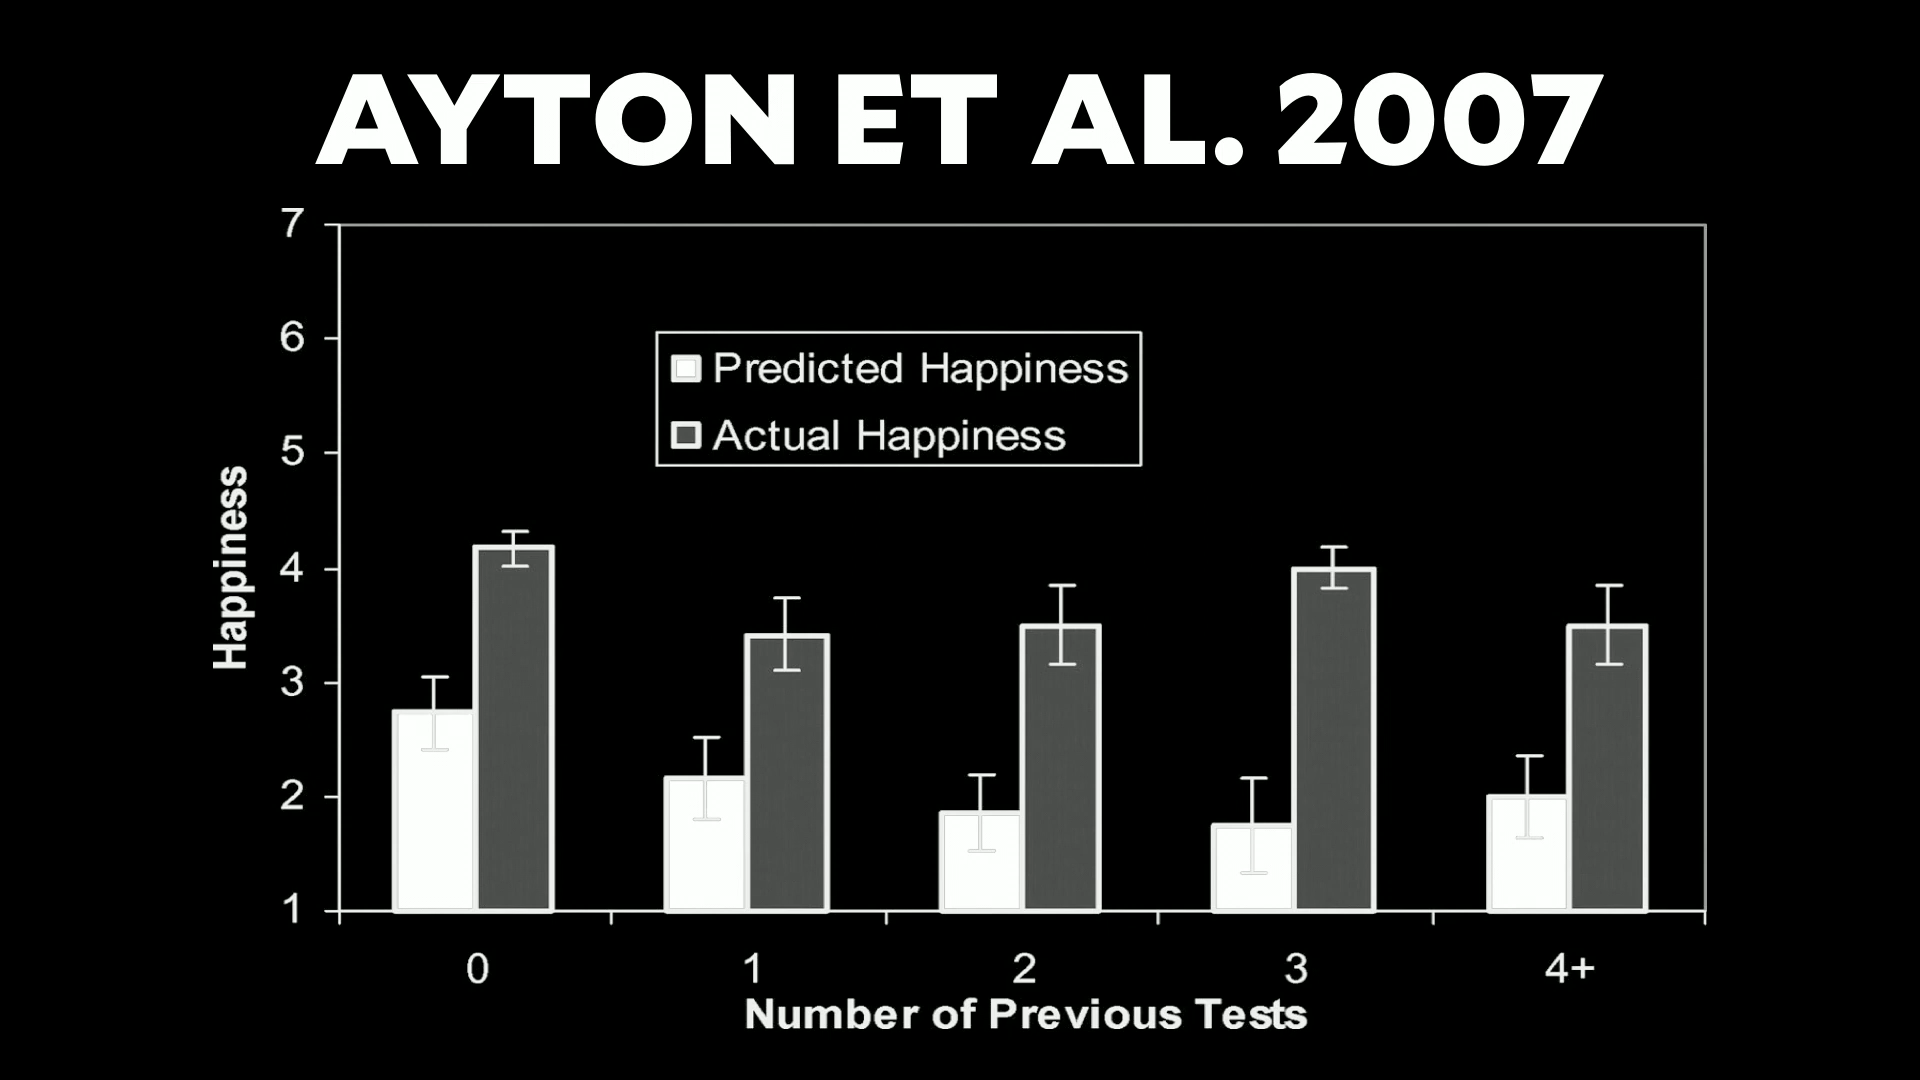 AYTON ET AL. 2007
7
6
5
4
3
2
1
Happiness
Predicted Happiness
Actual Happiness
0 1 2 3 4+
Number of Previous Tests